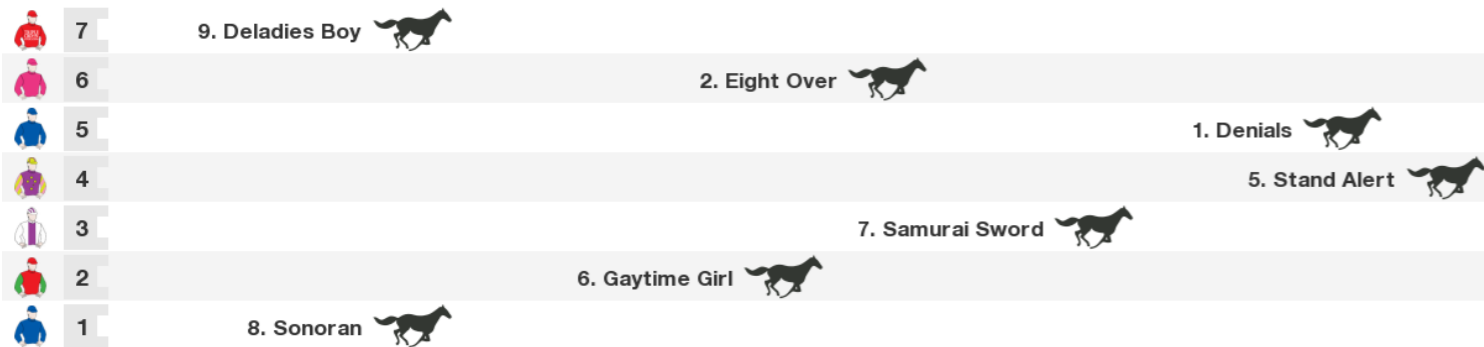 7 9. Deladies Boy
6 2. Eight Over
5 1. Denials
4 5. Stand Alert
3 7. Samurai Sword
2 6. Gaytime Girl
1 8. Sonoran